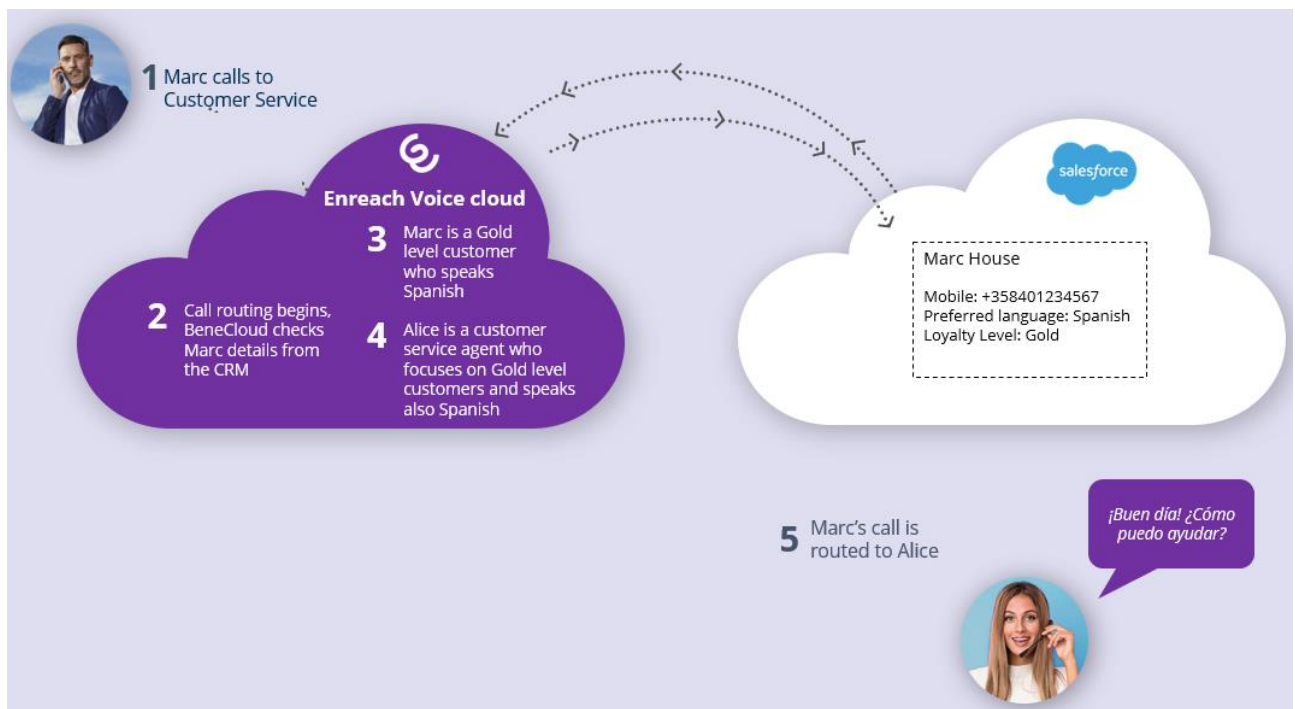 1 Marc calls to
Customer Service
Enreach Voice cloud
2 Call routing begins,
BeneCloud checks
Marc details from
the CRM
3 Marc is a Gold
level customer
who speaks
Spanish
4 Alice is a customer
service agent who
focuses on Gold level
customers and speaks
also Spanish
salesforce
Marc House
Mobile: +358401234567
Preferred language: Spanish
Loyalty Level: Gold
5 Marc’s call is
routed to Alice
¡Buen día! ¿Cómo
puedo ayudar?